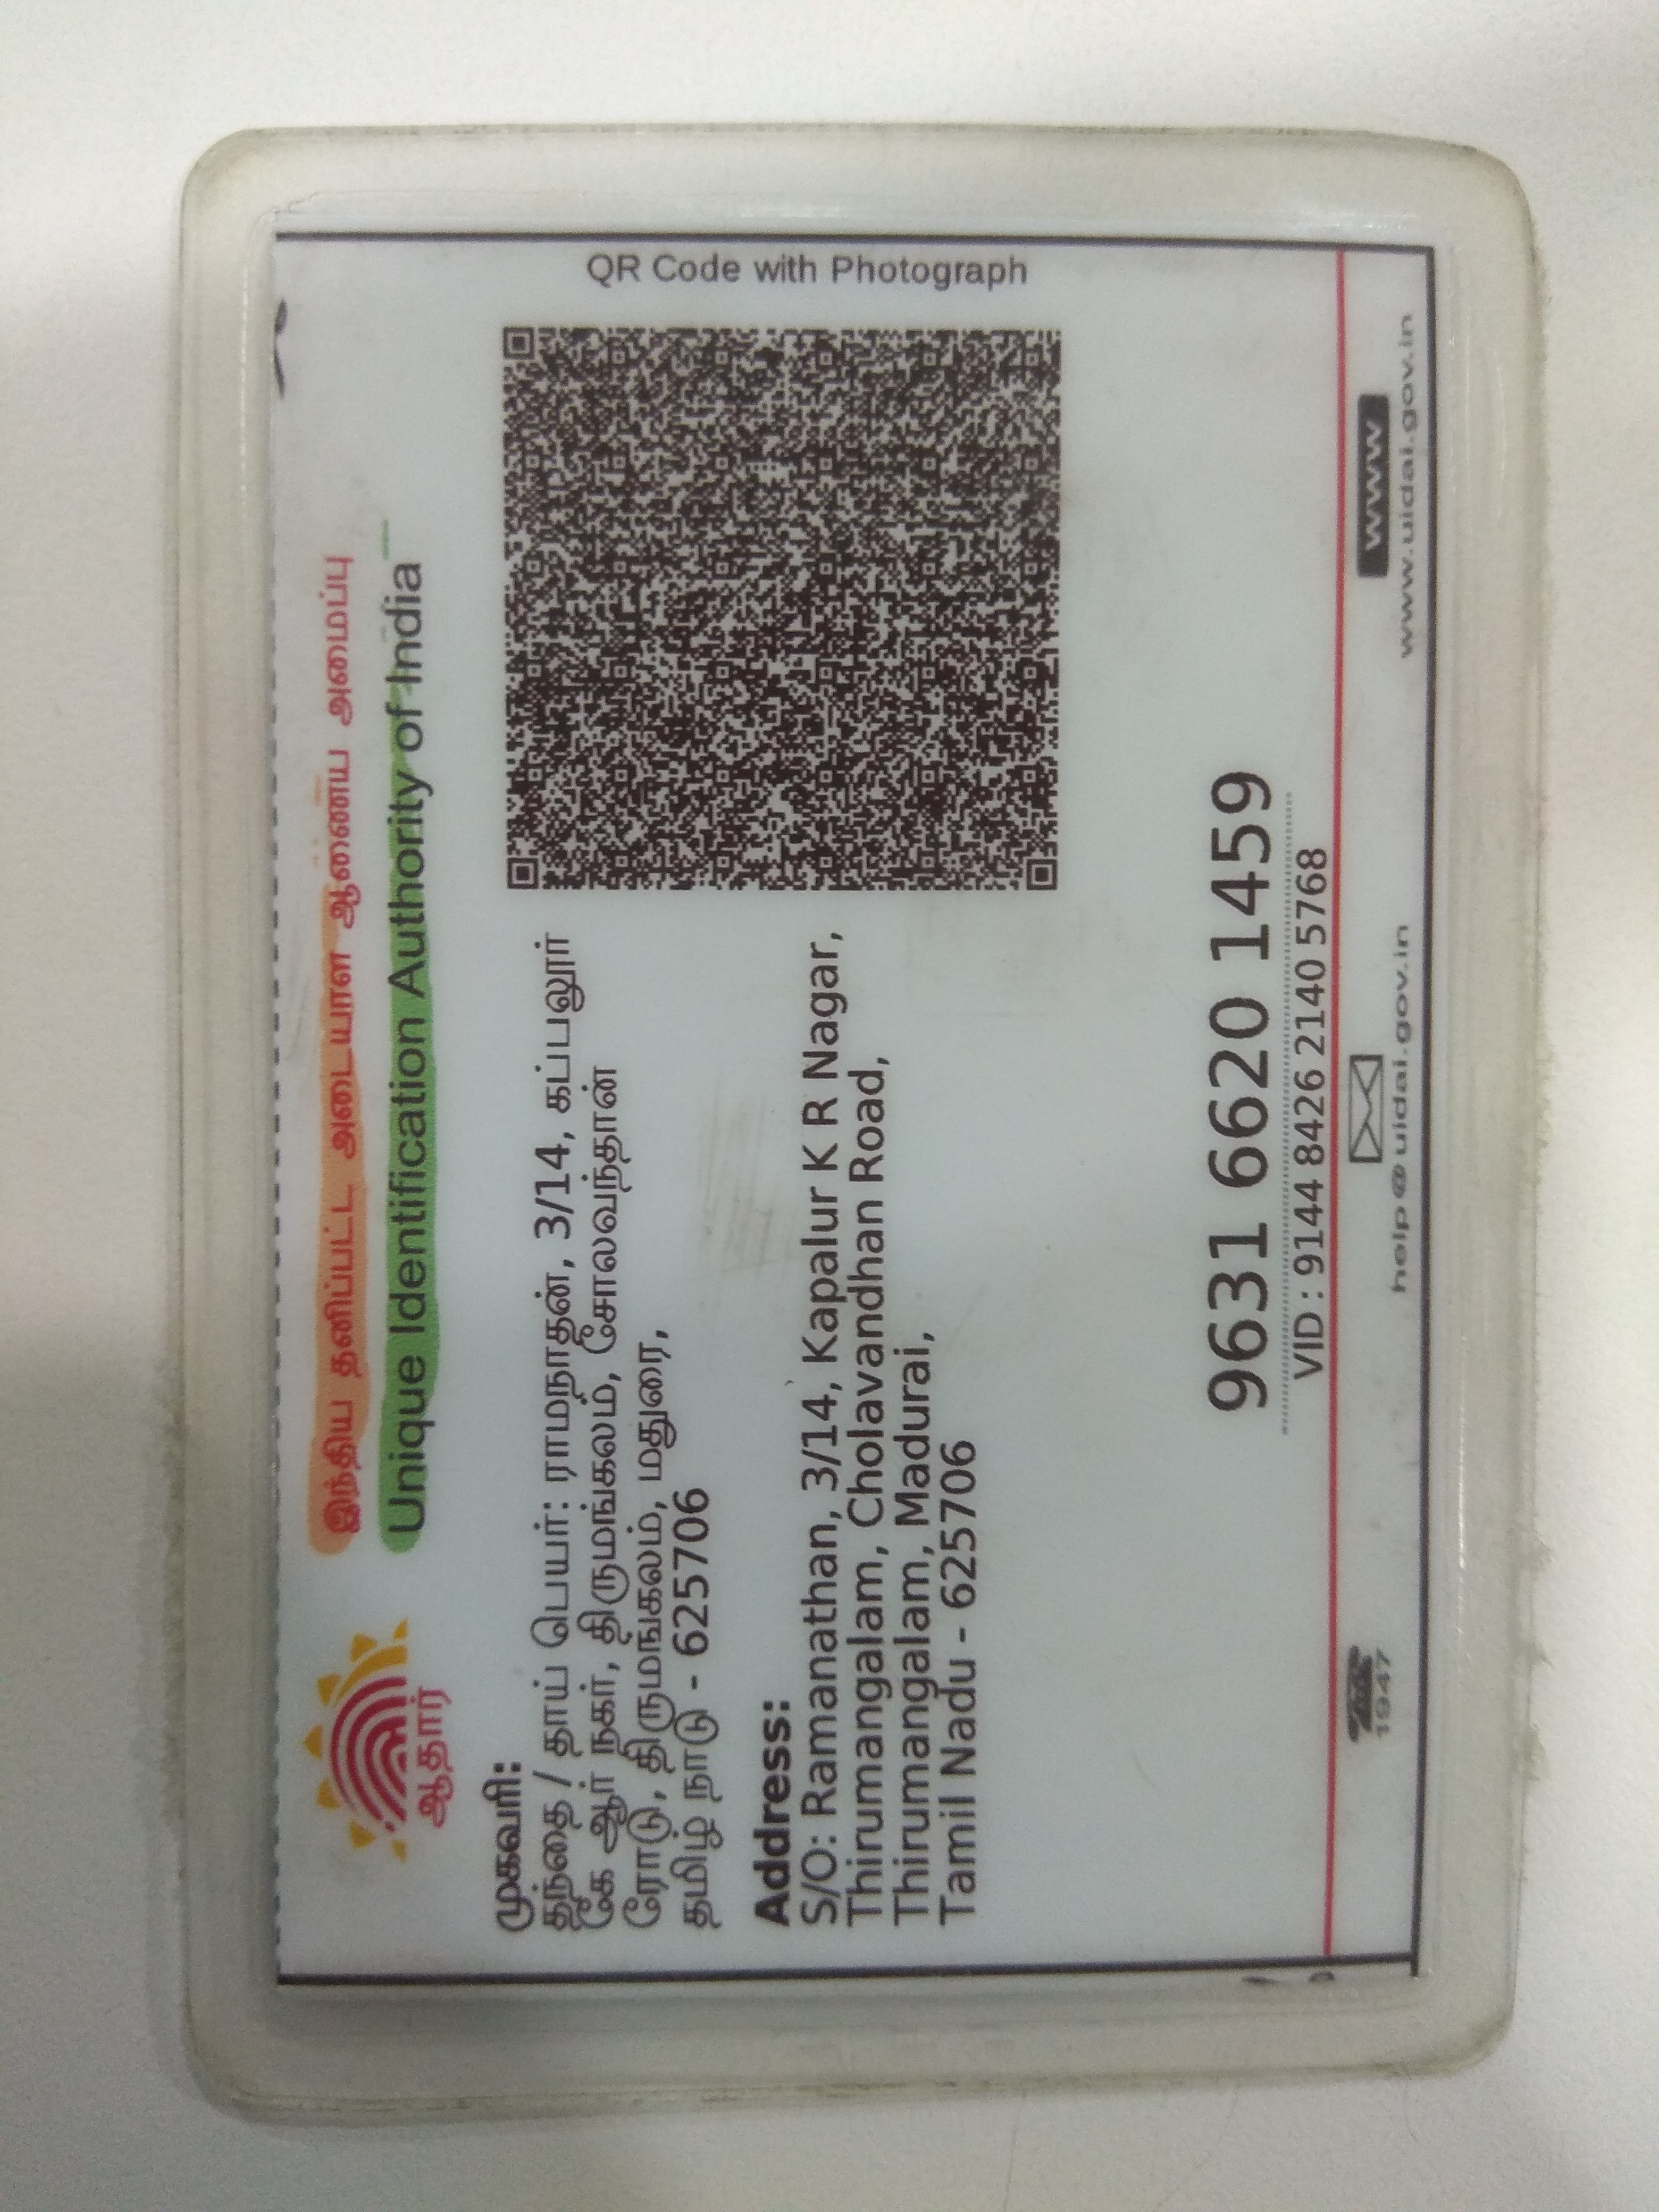 இந்திய தனிப்பட்ட அடையாள ஆணைய அமைப்பு
Unique Identification Authority of India
ஆதார்
முகவரி:
தந்தை / தாய் பெயர்: ராமநாதன், 3/14, கப்பலூர்
கே ஆர் நகர், திருமங்கலம், சோலவந்தான்
ரோடு, திருமங்கலம், மதுரை,
தமிழ் நாடு - 625706
Address:
S/O: Ramanathan, 3/14, Kapalur K R Nagar,
Thirumangalam, Cholavandhan Road,
Thirumangalam, Madurai,
Tamil Nadu - 625706
QR Code with Photograph
9631 6620 1459
VID : 9144 8426 2140 5768
1947
help@uidai.gov.in
www
www.uidai.gov.in